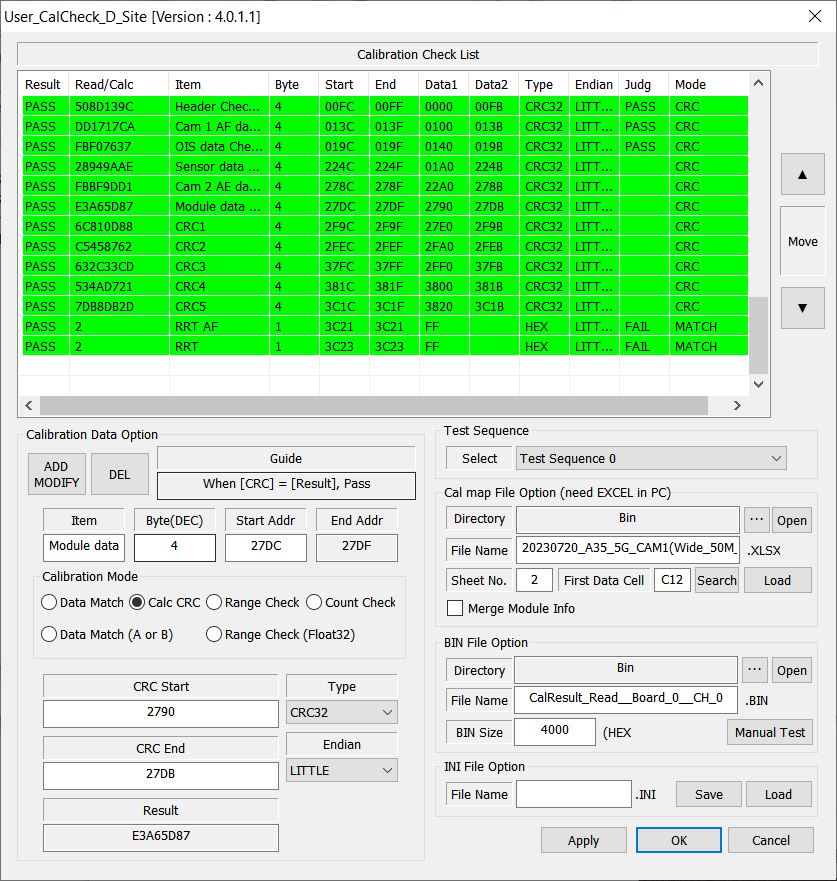 User_CalCheck_D_Site [Version : 4.0.1.1]
Calibration Check List
Result Read/Calc Item Byte Start End Data1 Data2 Type Endian Judg Mode
PASS 508D139C Header Chec... 4 00FC 00FF 0000 00FB CRC32 LITT... PASS CRC
PASS DD1717CA Cam 1 AF da... 4 013C 013F 0100 013B CRC32 LITT... PASS CRC
PASS FBF07637 OIS data Che... 4 019C 019F 0140 019B CRC32 LITT... PASS CRC
PASS 28949AAE Sensor data ... 4 224C 224F 01A0 224B CRC32 LITT... CRC
PASS FBBF9DD1 Cam 2 AE da... 4 278C 278F 22A0 278B CRC32 LITT... CRC
PASS E3A65D87 Module data ... 4 27DC 27DF 2790 27DB CRC32 LITT... CRC
PASS 6C810D88 CRC1 4 2F9C 2F9F 27E0 2F9B CRC32 LITT... CRC
PASS C5458762 CRC2 4 2FEC 2FEF 2FA0 2FEB CRC32 LITT... CRC
PASS 632C33CD CRC3 4 37FC 37FF 2FF0 37FB CRC32 LITT... CRC
PASS 534AD721 CRC4 4 381C 381F 3800 381B CRC32 LITT... CRC
PASS 7DB8DB2D CRC5 4 3C1C 3C1F 3820 3C1B CRC32 LITT... CRC
PASS 2 RRT AF 1 3C21 3C21 FF HEX LITT... FAIL MATCH
PASS 2 RRT 1 3C23 3C23 FF HEX LITT... FAIL MATCH
Move
Calibration Data Option
ADD
MODIFY
DEL
Guide
When [CRC] = [Result], Pass
Item Byte(DEC) Start Addr End Addr
Module data 4 27DC 27DF
Calibration Mode
Data Match Calc CRC Range Check Count Check
Data Match (A or B) Range Check (Float32)
CRC Start Type
2790 CRC32
CRC End Endian
27DB LITTLE
Result
E3A65D87
Test Sequence
Select Test Sequence 0
Cal map File Option (need EXCEL in PC)
Directory Bin ... Open
File Name 20230720_A35_5G_CAM1(Wide_50M_ .XLSX
Sheet No. 2 First Data Cell C12 Search Load
Merge Module Info
BIN File Option
Directory Bin ... Open
File Name CalResult_Read__Board_0__CH_0 .BIN
BIN Size 4000 (HEX Manual Test
INI File Option
File Name .INI Save Load
Apply OK Cancel